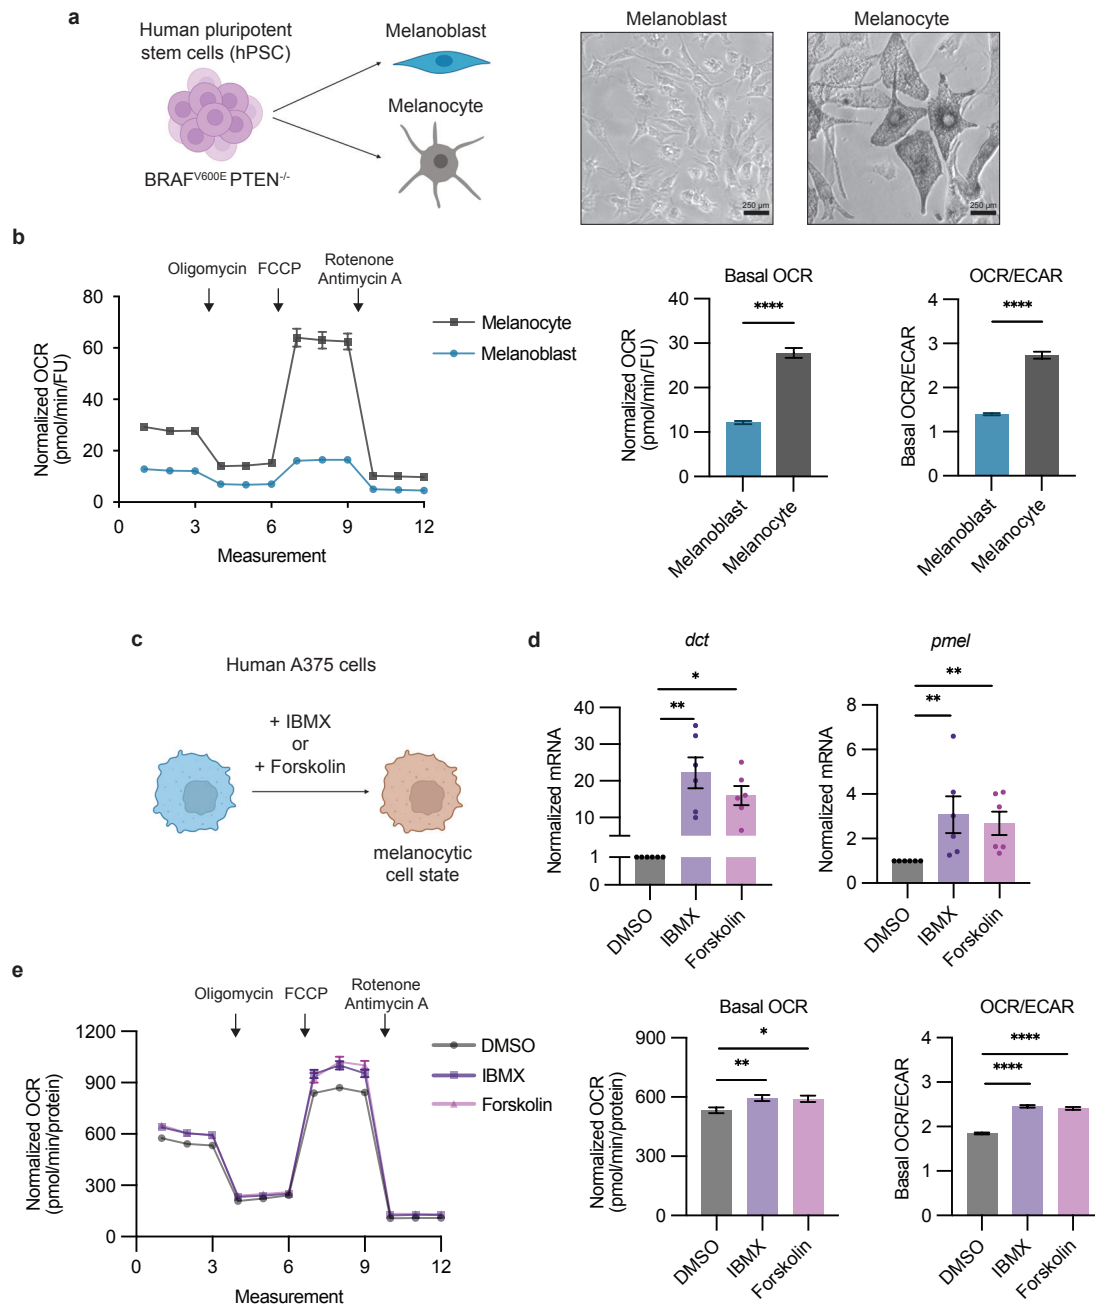 a
Human pluripotent
stem cells (hPSC)
BRAFV600E PTEN-/-
Melanoblast
Melanocyte
Melanoblast
250 µm
Melanocyte
250 µm
b
Oligomycin
FCCP
Rotenone
Antimycin A
Normalized OCR
(pmol/min/FU)
80
60
40
20
0
0
3
6
9
12
Measurement
Melanocyte
Melanoblast
Basal OCR
****
Normalized OCR
(pmol/min/FU)
40
30
20
10
0
Melanoblast
Melanocyte
OCR/ECAR
****
Basal OCR/ECAR
4
3
2
1
0
Melanoblast
Melanocyte
c
Human A375 cells
+ IBMX
or
+ Forskolin
melanocytic
cell state
d
dct
*
**
Normalized mRNA
40
30
20
10
1
0
DMSO
IBMX
Forskolin
pmel
**
**
Normalized mRNA
8
6
4
2
0
DMSO
IBMX
Forskolin
e
Oligomycin
FCCP
Rotenone
Antimycin A
Normalized OCR
(pmol/min/protein)
1200
900
600
300
0
0
3
6
9
12
Measurement
DMSO
IBMX
Forskolin
Basal OCR
*
**
Normalized OCR
(pmol/min/protein)
900
600
300
0
DMSO
IBMX
Forskolin
OCR/ECAR
****
****
Basal OCR/ECAR
4
3
2
1
0
DMSO
IBMX
Forskolin